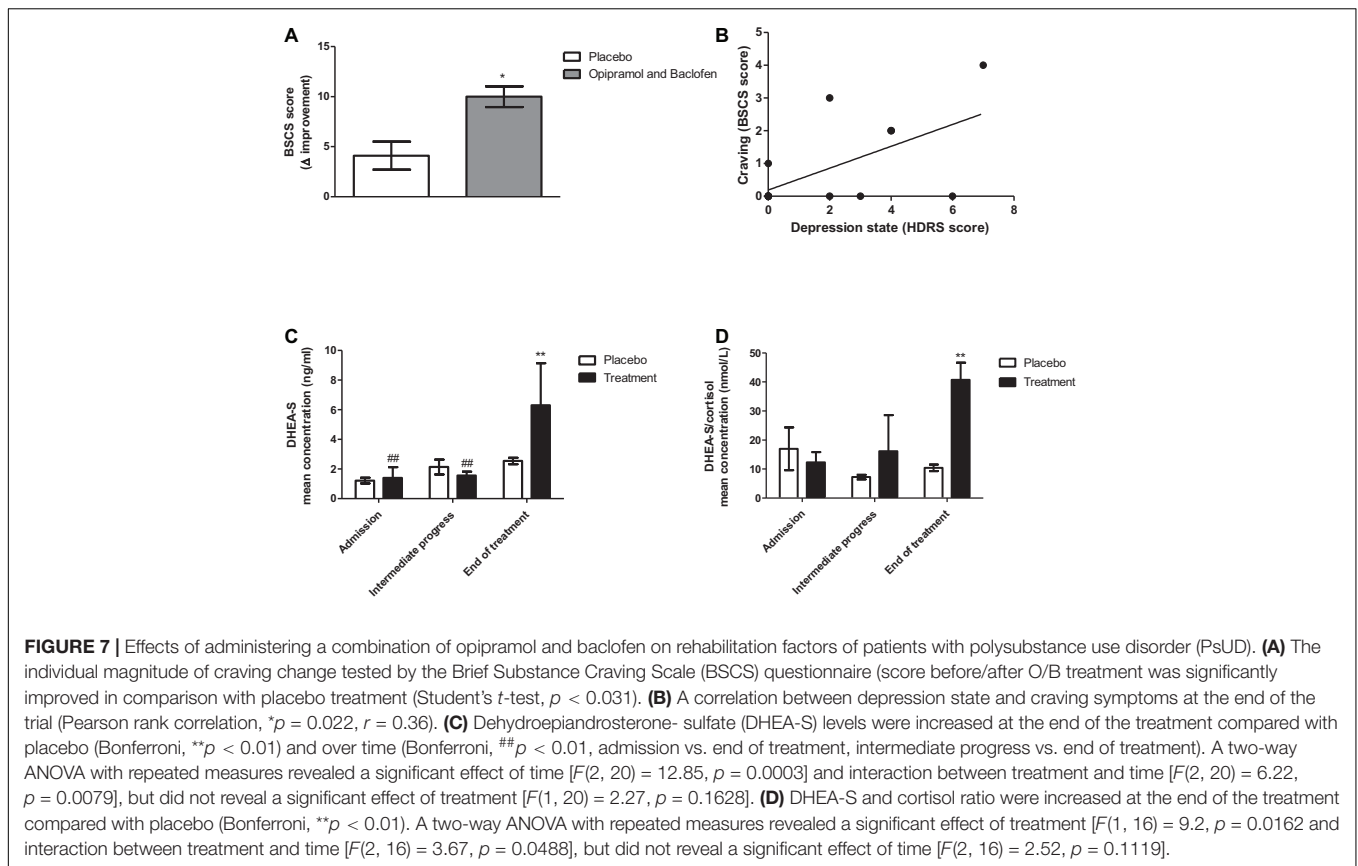 A
15
10
5
0
BSCS score
(Δ improvement)
*
Placebo
Opipramol and Baclofen
B
5
4
3
2
1
0
Craving (BSCS score)
0 2 4 6 8
Depression state (HDRS score)
C
10
8
6
4
2
0
DHEA-S
mean concentration (ng/ml)
## ## **
Placebo
Treatment
Admission
Intermediate progress
End of treatment
D
50
40
30
20
10
0
DHEA-S/cortisol
mean concentration (nmol/L)
**
Placebo
Treatment
Admission
Intermediate progress
End of treatment
FIGURE 7 | Effects of administering a combination of opipramol and baclofen on rehabilitation factors of patients with polysubstance use disorder (PsUD). (A) The
individual magnitude of craving change tested by the Brief Substance Craving Scale (BSCS) questionnaire (score before/after O/B treatment was significantly
improved in comparison with placebo treatment (Student's t-test, p < 0.031). (B) A correlation between depression state and craving symptoms at the end of the
trial (Pearson rank correlation, *p = 0.022, r = 0.36). (C) Dehydroepiandrosterone- sulfate (DHEA-S) levels were increased at the end of the treatment compared with
placebo (Bonferroni, **p < 0.01) and over time (Bonferroni, ##p < 0.01, admission vs. end of treatment, intermediate progress vs. end of treatment). A two-way
ANOVA with repeated measures revealed a significant effect of time [F(2, 20) = 12.85, p = 0.0003] and interaction between treatment and time [F(2, 20) = 6.22,
p = 0.0079], but did not reveal a significant effect of treatment [F(1, 20) = 2.27, p = 0.1628]. (D) DHEA-S and cortisol ratio were increased at the end of the treatment
compared with placebo (Bonferroni, **p < 0.01). A two-way ANOVA with repeated measures revealed a significant effect of treatment [F(1, 16) = 9.2, p = 0.0162 and
interaction between treatment and time [F(2, 16) = 3.67, p = 0.0488], but did not reveal a significant effect of time [F(2, 16) = 2.52, p = 0.1119].